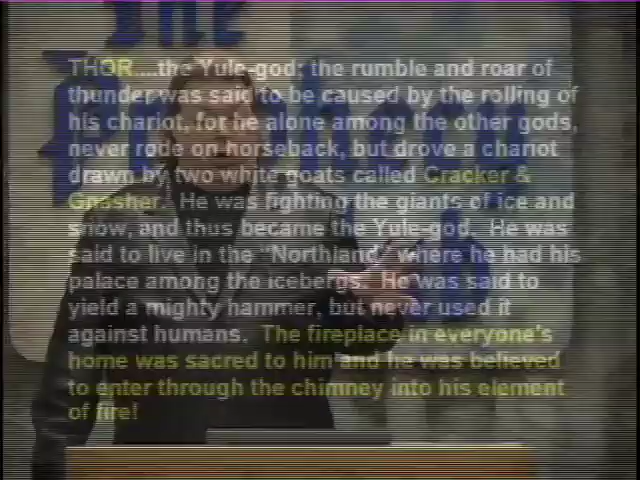 The
THOR....the Yule-god; the rumble and roar of
thunder was said to be caused by the rolling of
his chariot, for he alone among the other gods,
never rode on horseback, but drove a chariot
drawn by two white goats called Cracker &
Gnasher. He was fighting the giants of ice and
snow, and thus became the Yule-god. He was
said to live in the "Northland" where he had his
palace among the icebergs. He was said to
yield a mighty hammer, but never used it
against humans. The fireplace in everyone's
home was sacred to him and he was believed
to enter through the chimney into his element
of fire!